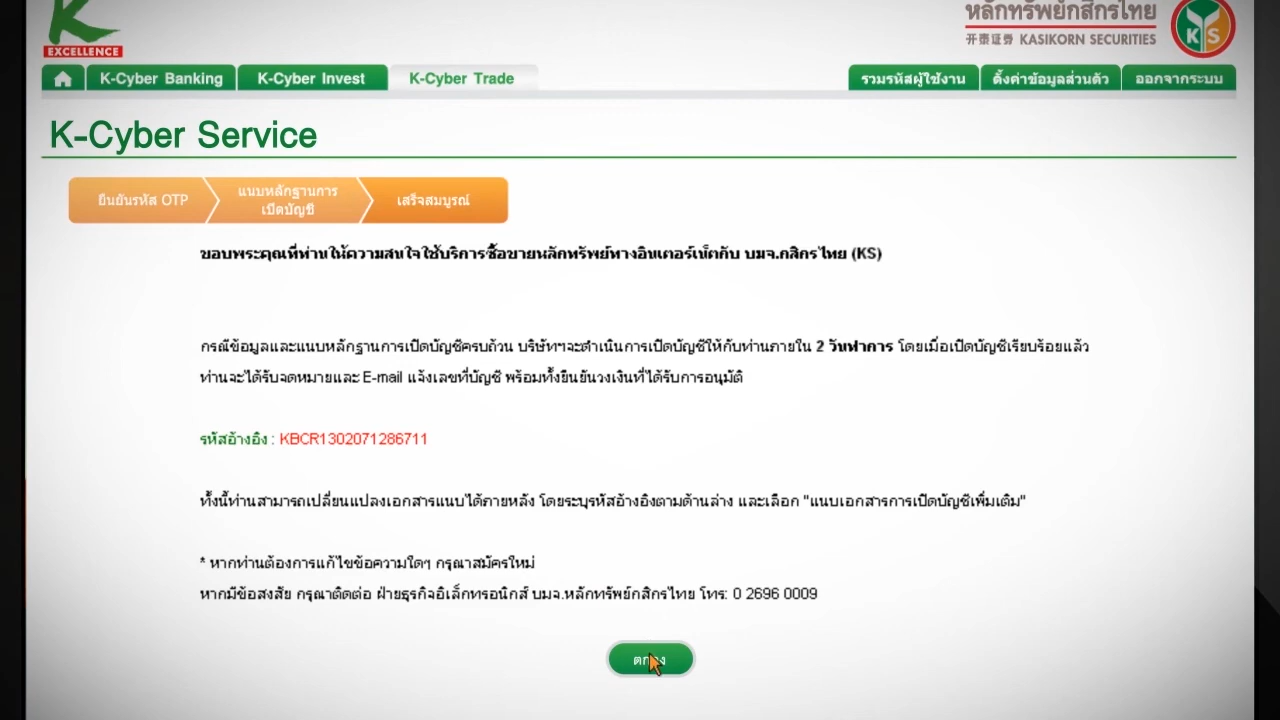 EXCELLENCE
หลักทรัพย์กสิกรไทย
开泰证券 KASIKORN SECURITIES
KS
K-Cyber Banking
K-Cyber Invest
K-Cyber Trade
รวมรหัสผู้ใช้งาน
ตั้งค่าข้อมูลส่วนตัว
ออกจากระบบ
K-Cyber Service
ยืนยันรหัส OTP
แนบหลักฐานการ
เปิดบัญชี
เสร็จสมบูรณ์
ขอบพระคุณที่ท่านให้ความสนใจใช้บริการซื้อขายหลักทรัพย์ทางอินเตอร์เน็ตกับ บมจ.กสิกรไทย (KS)
กรณีข้อมูลและแนบหลักฐานการเปิดบัญชีครบถ้วน บริษัทฯจะดำเนินการเปิดบัญชีให้กับท่านภายใน 2 วันทำการ โดยเมื่อเปิดบัญชีเรียบร้อยแล้ว
ท่านจะได้รับจดหมายและ E-mail แจ้งเลขที่บัญชี พร้อมทั้งยืนยันวงเงินที่ได้รับการอนุมัติ
รหัสอ้างอิง : KBCR1302071286711
ทั้งนี้ท่านสามารถเปลี่ยนแปลงเอกสารแนบได้ภายหลัง โดยระบุรหัสอ้างอิงตามด้านล่าง และเลือก "แนบเอกสารการเปิดบัญชีเพิ่มเติม"
* หากท่านต้องการแก้ไขข้อความใดๆ กรุณาสมัครใหม่
หากมีข้อสงสัย กรุณาติดต่อ ฝ่ายธุรกิจอิเล็กทรอนิกส์ บมจ.หลักทรัพย์กสิกรไทย โทร: 0 2696 0009
ตกลง